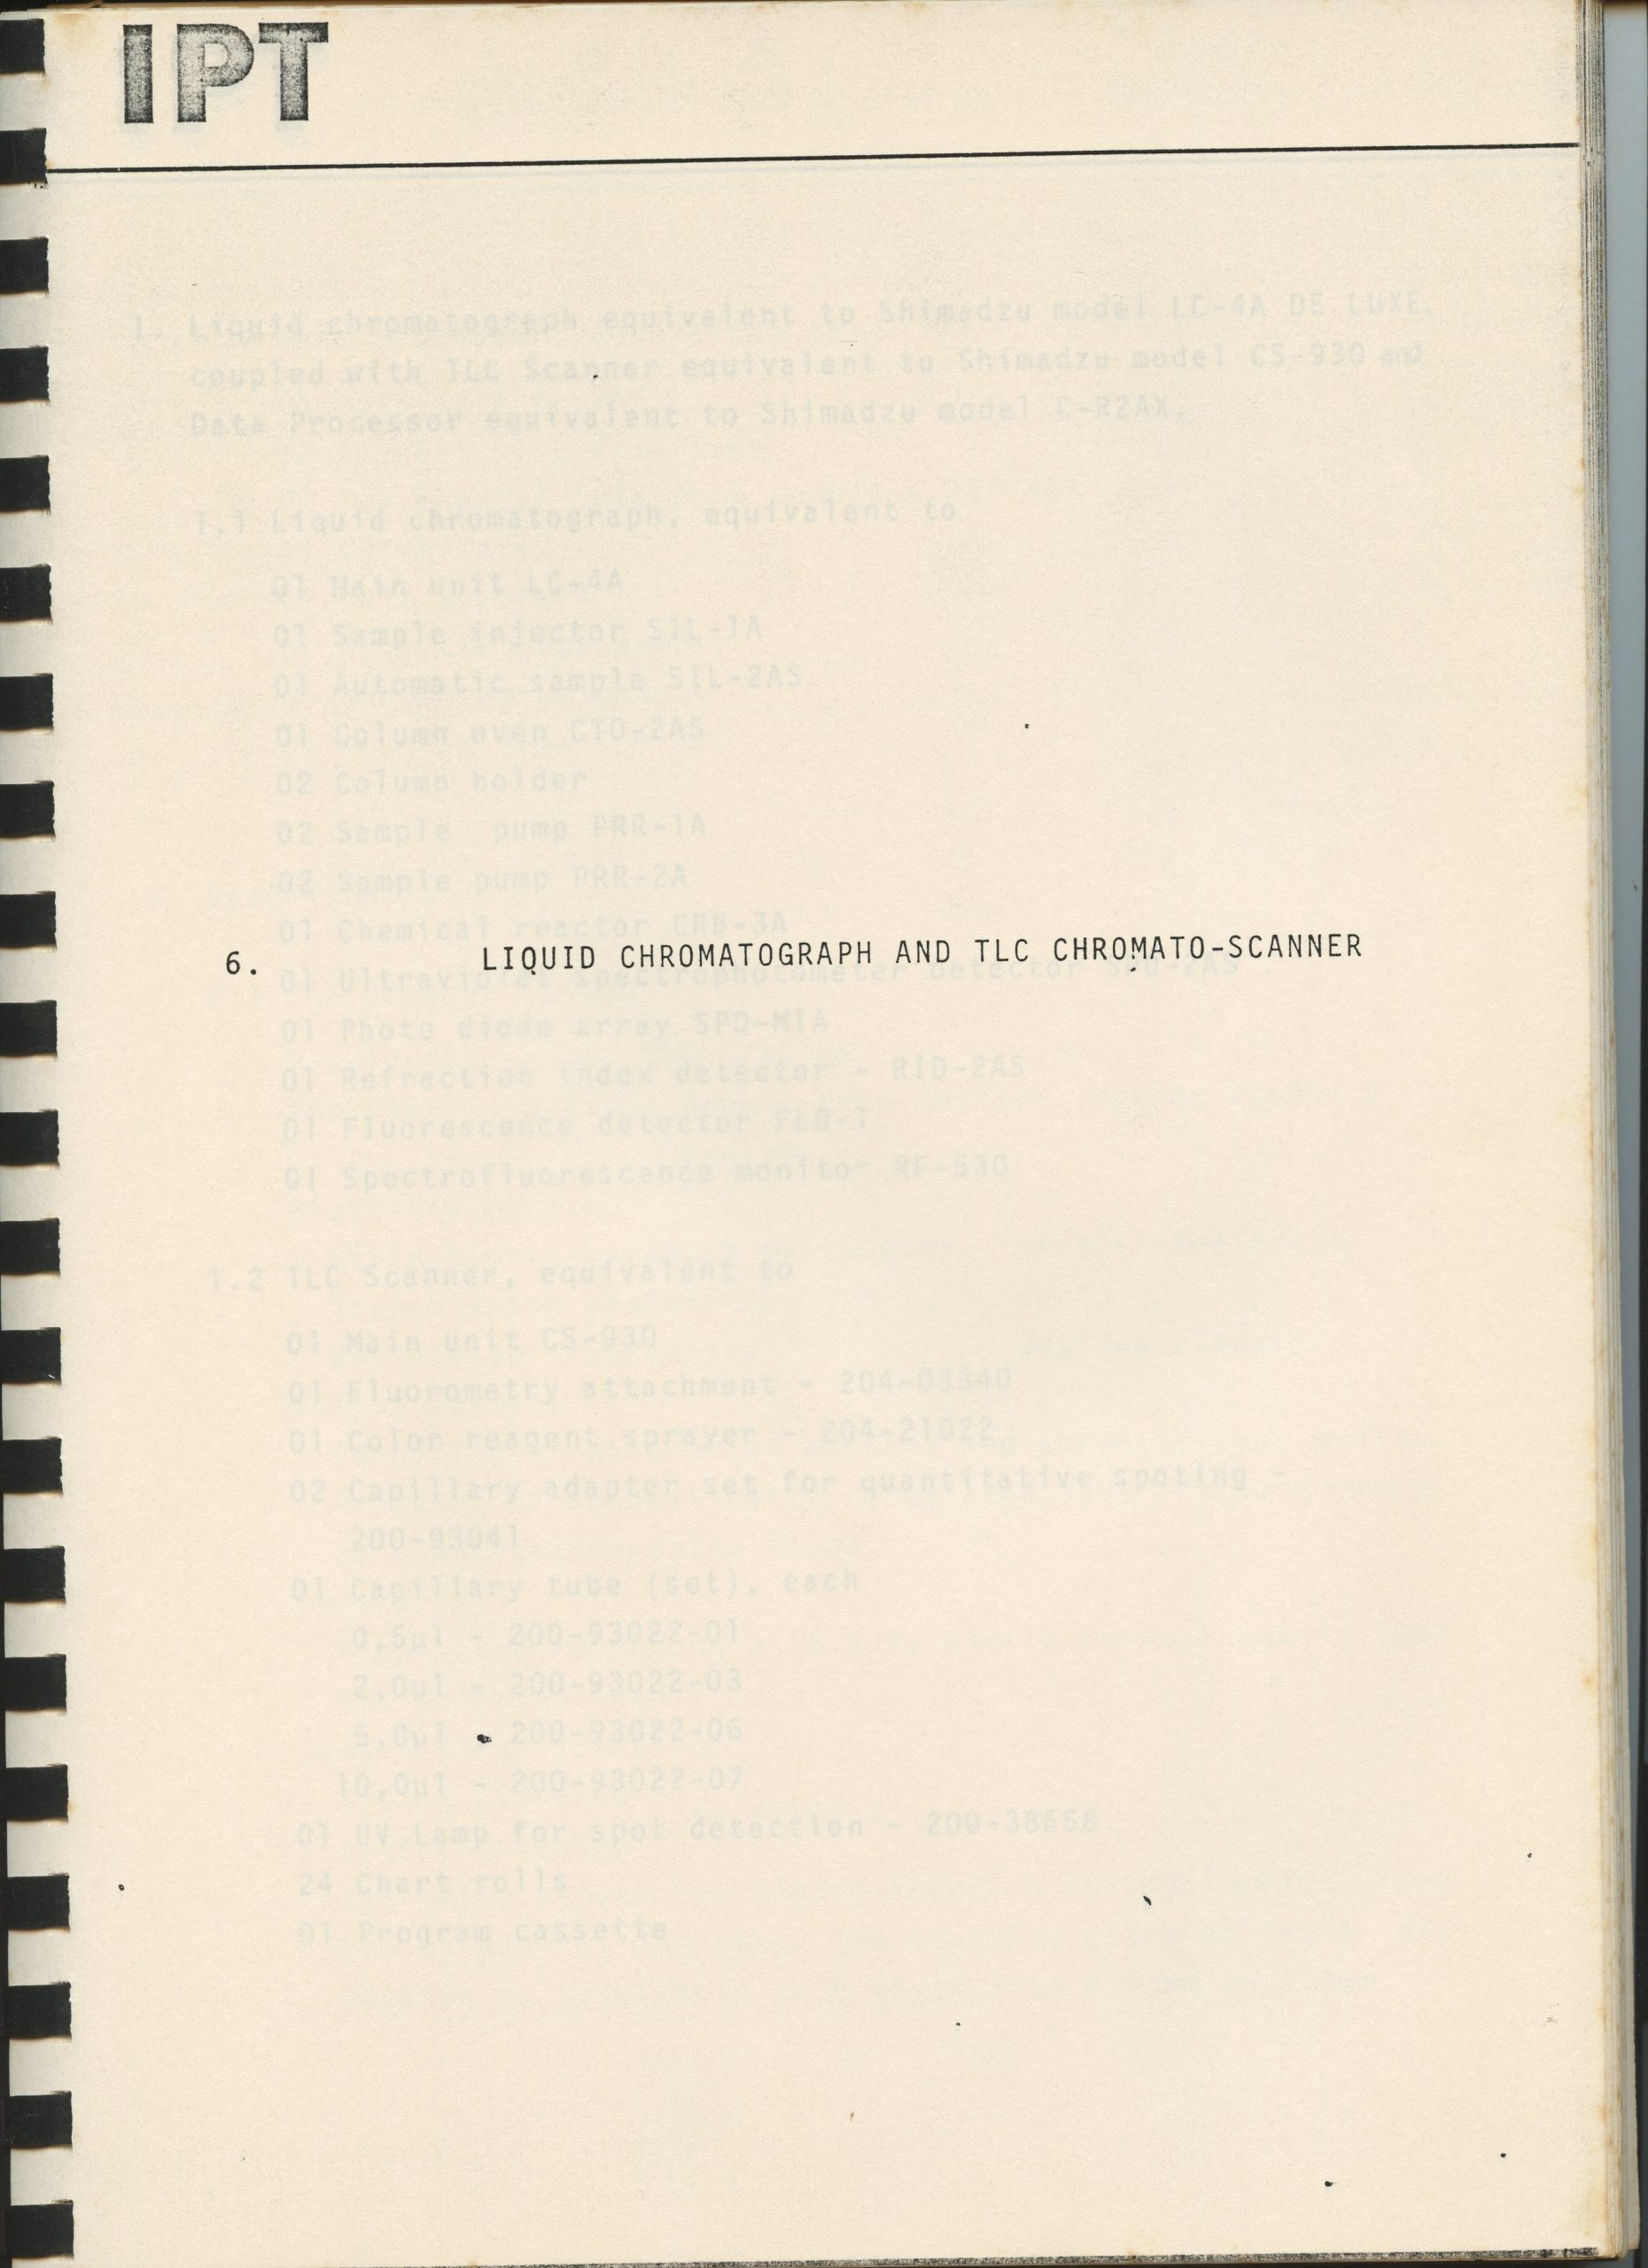 IPT
1. Liquid chromatograph equivalent to Shimadzu model LC-4A DE LUXE,
coupled with TLC Scanner equivalent to Shimadzu model CS-930 and
Data Processor equivalent to Shimadzu model C-R2AX.
1.1 Liquid chromatograph, equivalent to
01 Main unit LC-4A
01 Sample injector SIL-1A
01 Automatic sample SIL-2AS
01 Column oven CTO-2AS
02 Column holder
02 Sample pump PRR-1A
02 Sample pump PRR-2A
01 Chemical reactor CRB-3A
6. LIQUID CHROMATOGRAPH AND TLC CHROMATO-SCANNER
01 Ultraviolet spectrophotometer detector SPD-2AS
01 Photo diode array SPD-M1A
01 Refraction index detector - RID-2AS
01 Fluorescence detector FLD-1
01 Spectrofluorescence monitor RF-530
1.2 TLC Scanner, equivalent to
01 Main unit CS-930
01 Fluorometry attachment - 204-03340
01 Color reagent sprayer - 204-21022
02 Capillary adapter set for quantitative spoting -
200-93041
01 Capillary tube (set), each
0,5µl - 200-93022-01
2,0µl - 200-93022-03
5,0µl - 200-93022-06
10,0µl - 200-93022-07
01 UV Lamp for spot detection - 200-38658
24 Chart rolls
01 Program cassette